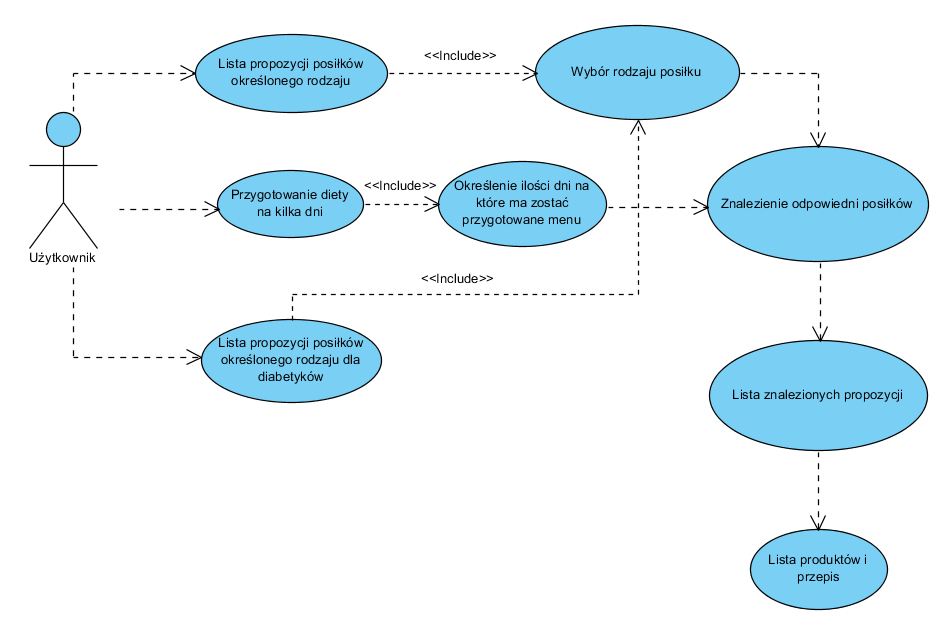 Lista propozycji posiłków
określonego rodzaju
<<Include>>
Wybór rodzaju posiłku
Użytkownik
Przygotowanie diety
na kilka dni
<<Include>>
Określenie ilości dni na
które ma zostać
przygotowane menu
Znalezienie odpowiedni posiłków
<<Include>>
Lista propozycji posiłków
określonego rodzaju dla
diabetyków
Lista znalezionych propozycji
Lista produktów i
przepis